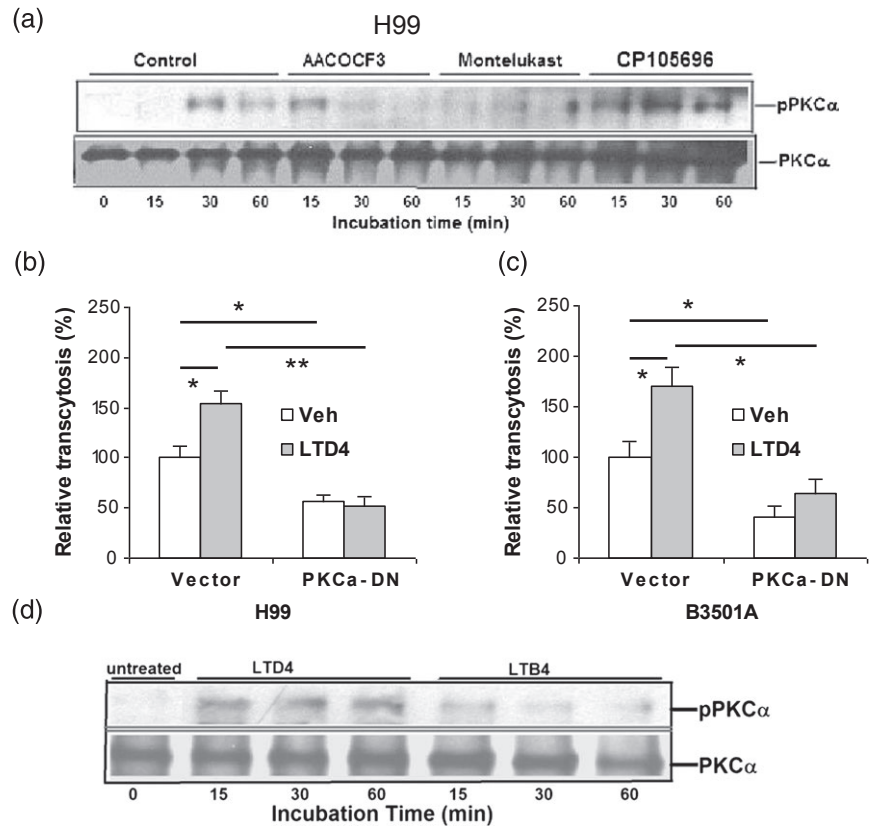 (a)
H99
Control AACOCF3 Montelukast CP105696
pPKCα
PKCα
0 15 30 60 15 30 60 15 30 60 15 30 60
Incubation time (min)
(b)
Relative transcytosis (%)
250
200
150
100
50
0
*
**
*
Veh
LTD4
Vector PKCa-DN
H99
(c)
Relative transcytosis (%)
250
200
150
100
50
0
*
*
*
Veh
LTD4
Vector PKCa-DN
B3501A
(d)
untreated LTD4 LTB4
pPKCα
PKCα
0 15 30 60 15 30 60
Incubation Time (min)